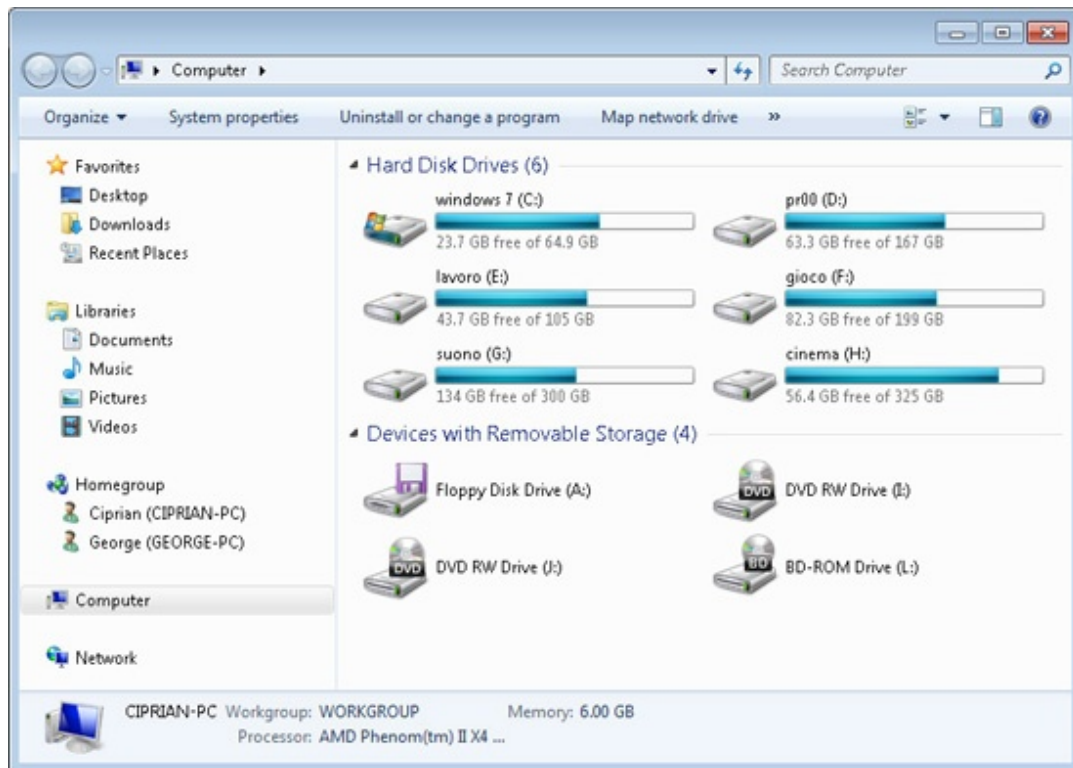 Computer
Search Computer
Organize System properties Uninstall or change a program Map network drive »
Favorites
Desktop
Downloads
Recent Places
Libraries
Documents
Music
Pictures
Videos
Homegroup
Ciprian (CIPRIAN-PC)
George (GEORGE-PC)
Computer
Network
Hard Disk Drives (6)
windows 7 (C:)
23.7 GB free of 64.9 GB
pr00 (D:)
63.3 GB free of 167 GB
lavoro (E:)
43.7 GB free of 105 GB
gioco (F:)
82.3 GB free of 199 GB
suono (G:)
134 GB free of 300 GB
cinema (H:)
56.4 GB free of 325 GB
Devices with Removable Storage (4)
Floppy Disk Drive (A:)
DVD
DVD RW Drive (I:)
DVD
DVD RW Drive (J:)
BD
BD-ROM Drive (L:)
CIPRIAN-PC Workgroup: WORKGROUP Memory: 6.00 GB
Processor: AMD Phenom(tm) II X4 ...